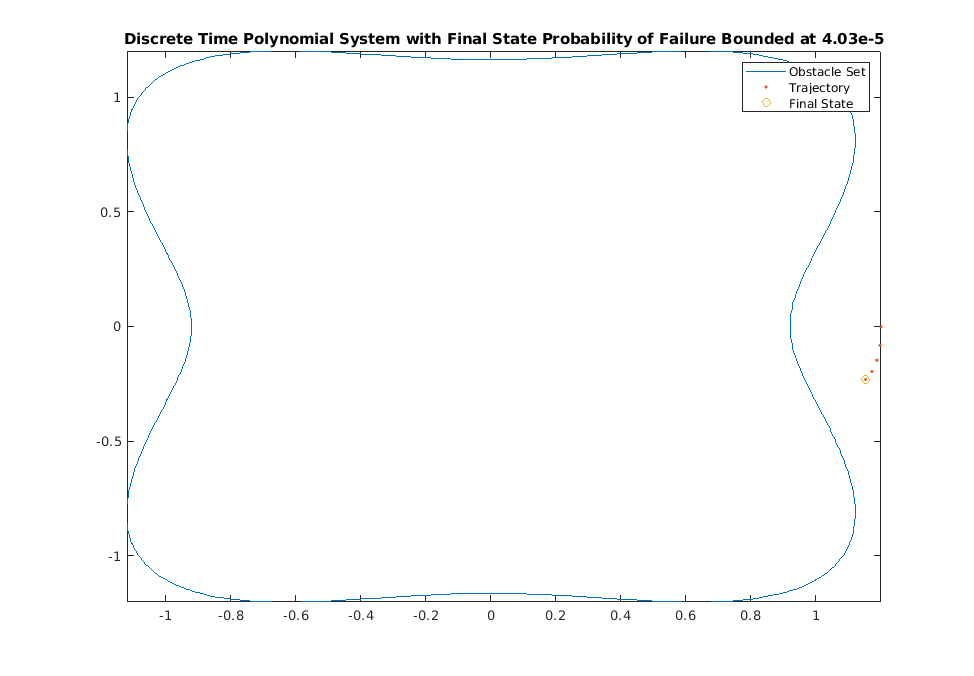 Discrete Time Polynomial System with Final State Probability of Failure Bounded at 4.03e-5
Obstacle Set
Trajectory
Final State
1
0.5
0
-0.5
-1
-1 -0.8 -0.6 -0.4 -0.2 0 0.2 0.4 0.6 0.8 1